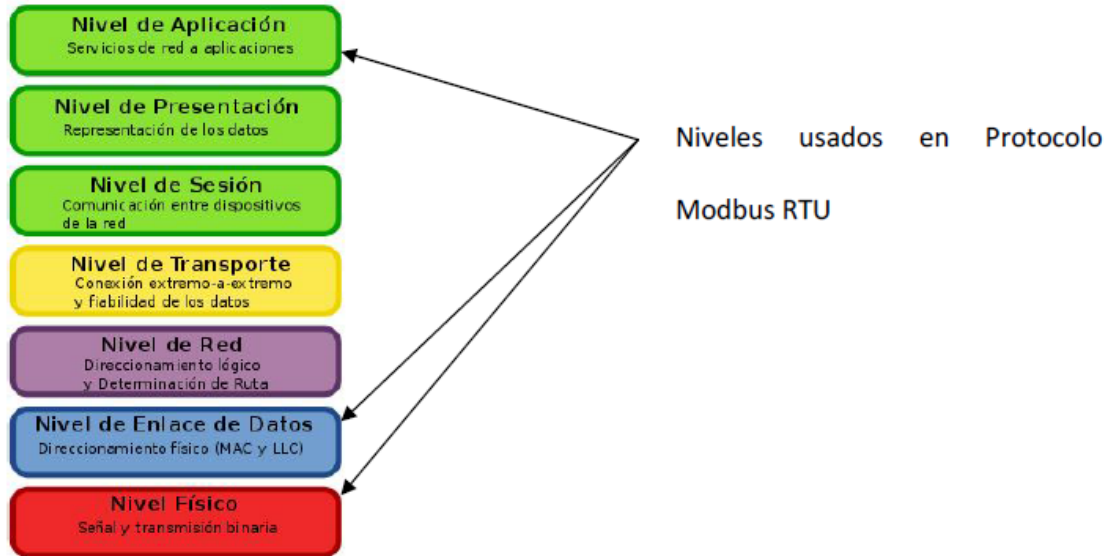 Nivel de Aplicación
Servicios de red a aplicaciones
Nivel de Presentación
Representación de los datos
Nivel de Sesión
Comunicación entre dispositivos
de la red
Nivel de Transporte
Conexión extremo-a-extremo
y fiabilidad de los datos
Nivel de Red
Direccionamiento lógico
y Determinación de Ruta
Nivel de Enlace de Datos
Direccionamiento físico (MAC y LLC)
Nivel Físico
Señal y transmisión binaria
Niveles usados en Protocolo
Modbus RTU